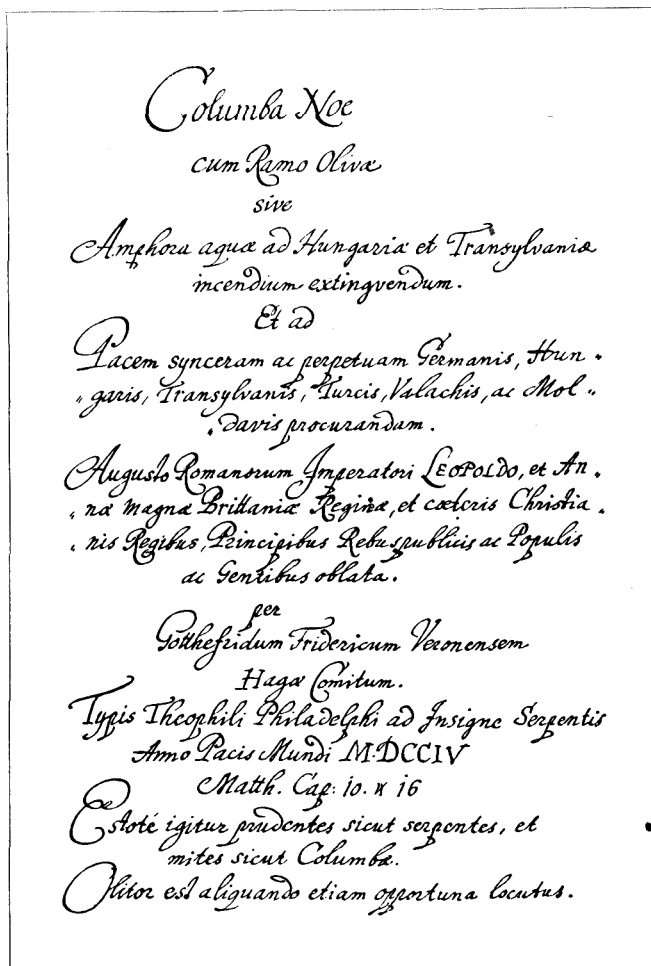 Columba Noe
cum Ramo Olivæ
sive
Amphora aquæ ad Hungariæ et Transylvaniæ
incendium extingvendum.
Et ad
Pacem synceram ac perpetuam Germanis, Hun„
„garis, Transylvanis, Turcis, Valachis, ac Mol„
„davis procurandam.
Augusto Romanorum Imperatori LEOPOLDO, et An„
„næ magnæ Brittaniæ Reginæ, et cæteris Christia„
„nis Regibus, Principibus Rebuspublicis ac Populis
ac Gentibus oblata.
per
Gotthefridum Fridericum Veronensem
Hagæ Comitum.
Typis Theophili Philadelphi ad Insigne Serpentis
Anno Pacis Mundi M.DCCIV
Matth. Cap: 10. v 16
Estoté igitur prudentes sicut serpentes, et
mites sicut Columbæ.
Olitor est aliquando etiam opportuna locutus.